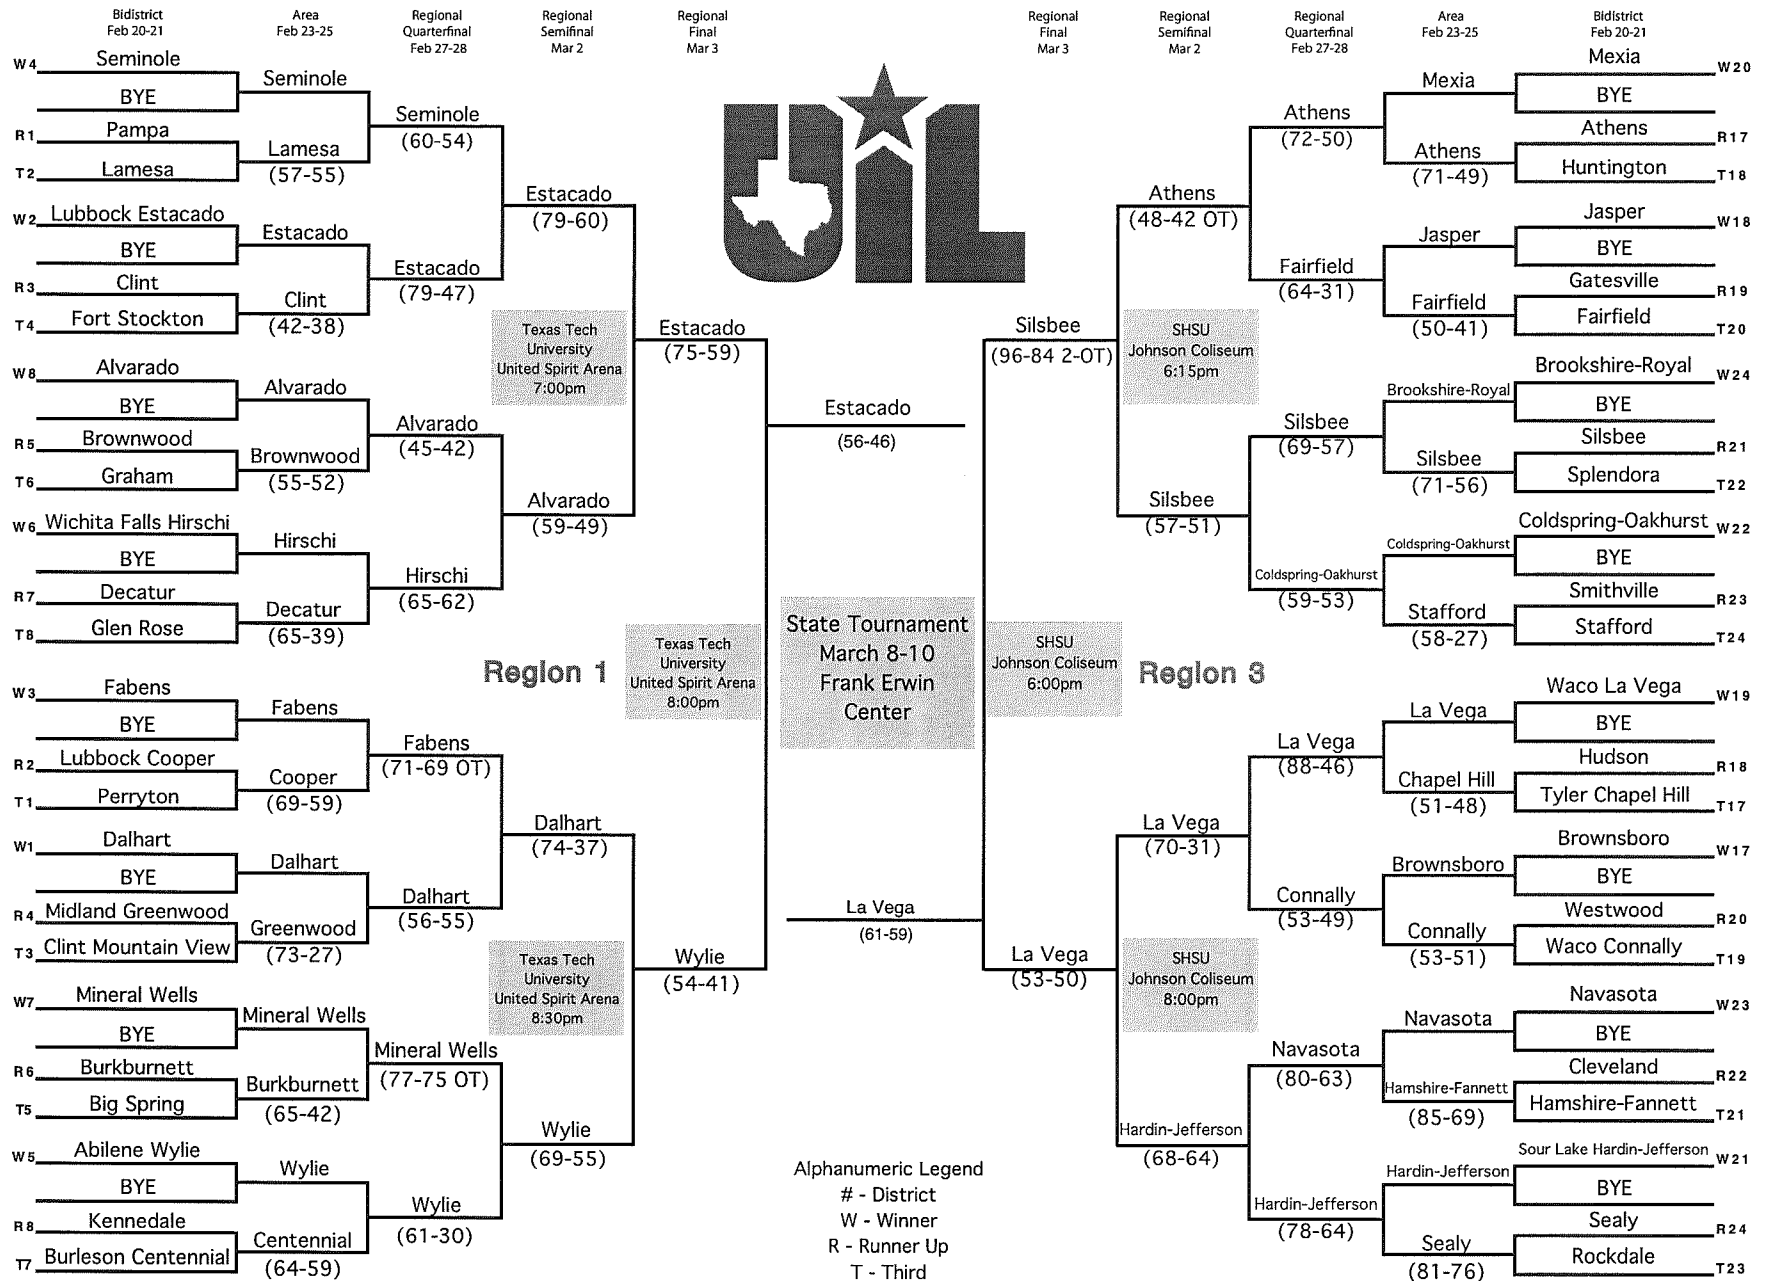 Bidistrict
Feb 20-21
Area
Feb 23-25
Regional
Quarterfinal
Feb 27-28
Regional
Semifinal
Mar 2
Regional
Final
Mar 3
Regional
Final
Mar 3
Regional
Semifinal
Mar 2
Regional
Quarterfinal
Feb 27-28
Area
Feb 23-25
Bidistrict
Feb 20-21
W4 Seminole
BYE
R1 Pampa
T2 Lamesa
W2 Lubbock Estacado
BYE
R3 Clint
T4 Fort Stockton
W8 Alvarado
BYE
R5 Brownwood
T6 Graham
W6 Wichita Falls Hirschi
BYE
R7 Decatur
T8 Glen Rose
W3 Fabens
BYE
R2 Lubbock Cooper
T1 Perryton
W1 Dalhart
BYE
R4 Midland Greenwood
T3 Clint Mountain View
W7 Mineral Wells
BYE
R6 Burkburnett
T5 Big Spring
W5 Abilene Wylie
BYE
R8 Kennedale
T7 Burleson Centennial
Seminole
Lamesa
(57-55)
Estacado
Clint
(42-38)
Alvarado
Brownwood
(55-52)
Hirschi
Decatur
(65-39)
Fabens
Cooper
(69-59)
Dalhart
Greenwood
(73-27)
Mineral Wells
Burkburnett
(65-42)
Wylie
Centennial
(64-59)
Seminole
(60-54)
Estacado
(79-47)
Alvarado
(45-42)
Hirschi
(65-62)
Fabens
(71-69 OT)
Dalhart
(56-55)
Mineral Wells
(77-75 OT)
Wylie
(61-30)
Estacado
(79-60)
Texas Tech
University
United Spirit Arena
7:00pm
Alvarado
(59-49)
Region 1
Dalhart
(74-37)
Texas Tech
University
United Spirit Arena
8:30pm
Wylie
(69-55)
Estacado
(75-59)
Texas Tech
University
United Spirit Arena
8:00pm
Wylie
(54-41)
UIL
Estacado
(56-46)
State Tournament
March 8-10
Frank Erwin
Center
La Vega
(61-59)
Alphanumeric Legend
# - District
W - Winner
R - Runner Up
T - Third
Silsbee
(96-84 2-OT)
SHSU
Johnson Coliseum
6:00pm
La Vega
(53-50)
Athens
(48-42 OT)
SHSU
Johnson Coliseum
6:15pm
Silsbee
(57-51)
Region 3
La Vega
(70-31)
SHSU
Johnson Coliseum
8:00pm
Hardin-Jefferson
(68-64)
Athens
(72-50)
Fairfield
(64-31)
Silsbee
(69-57)
Coldspring-Oakhurst
(59-53)
La Vega
(88-46)
Connally
(53-49)
Navasota
(80-63)
Hardin-Jefferson
(78-64)
Mexia
Athens
(71-49)
Jasper
Fairfield
(50-41)
Brookshire-Royal
Silsbee
(71-56)
Coldspring-Oakhurst
Stafford
(58-27)
La Vega
Chapel Hill
(51-48)
Brownsboro
Connally
(53-51)
Navasota
Hamshire-Fannett
(85-69)
Hardin-Jefferson
Sealy
(81-76)
Mexia W20
BYE
Athens R17
Huntington T18
Jasper W18
BYE
Gatesville R19
Fairfield T20
Brookshire-Royal W24
BYE
Silsbee R21
Splendora T22
Coldspring-Oakhurst W22
BYE
Smithville R23
Stafford T24
Waco La Vega W19
BYE
Hudson R18
Tyler Chapel Hill T17
Brownsboro W17
BYE
Westwood R20
Waco Connally T19
Navasota W23
BYE
Cleveland R22
Hamshire-Fannett T21
Sour Lake Hardin-Jefferson W21
BYE
Sealy R24
Rockdale T23